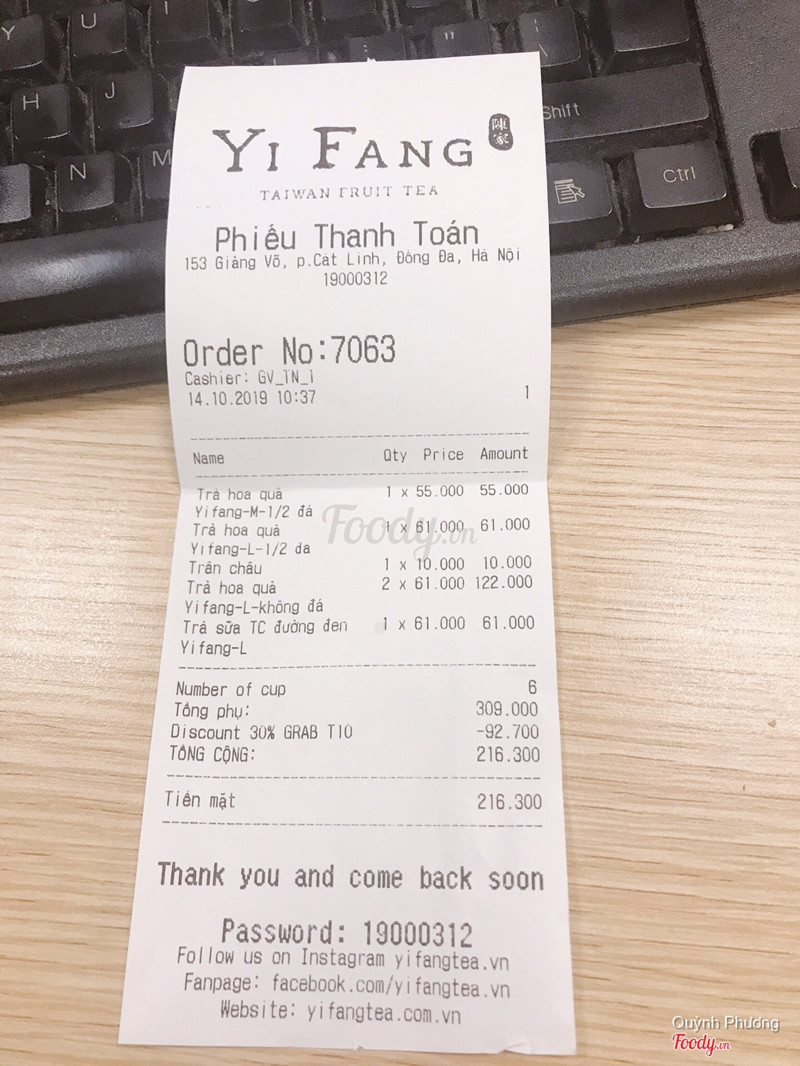 Y
U
H
J
N
M
Shift
Ctrl
YI FANG
陳家
TAIWAN FRUIT TEA
Phiếu Thanh Toán
153 Giảng Võ, p.Cát Linh, Đống Đa, Hà Nội
19000312
Order No:7063
Cashier: GV_TN_1
14.10.2019 10:37 1
Name Qty Price Amount
Trà hoa quả 1 x 55.000 55.000
Yifang-M-1/2 đá
Trà hoa quả 1 x 61.000 61.000
Yifang-L-1/2 đá
Trân châu 1 x 10.000 10.000
Trà hoa quả 2 x 61.000 122.000
Yifang-L-không đá
Trà sữa TC đường đen 1 x 61.000 61.000
Yifang-L
Number of cup 6
Tổng phụ: 309.000
Discount 30% GRAB T10 -92.700
TỔNG CỘNG: 216.300
Tiền mặt 216.300
Thank you and come back soon
Password: 19000312
Follow us on Instagram yifangtea.vn
Fanpage: facebook.com/yifangtea.vn
Website: yifangtea.com.vn
Foody.vn
Quỳnh Phương
Foody.vn